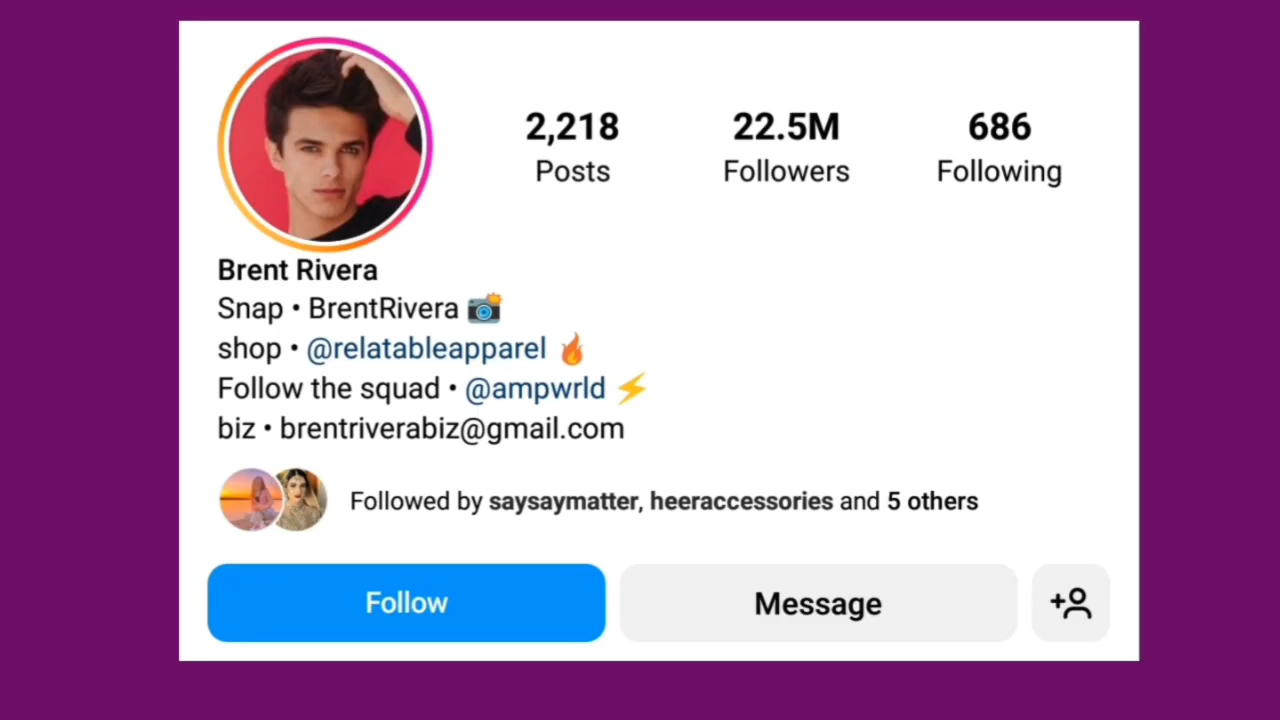 2,218 22.5M 686
Posts Followers Following
Brent Rivera
Snap • BrentRivera 📸
shop • @relatableapparel 🔥
Follow the squad • @ampwrld ⚡
biz • brentriverabiz@gmail.com
Followed by saysaymatter, heeraccessories and 5 others
Follow Message